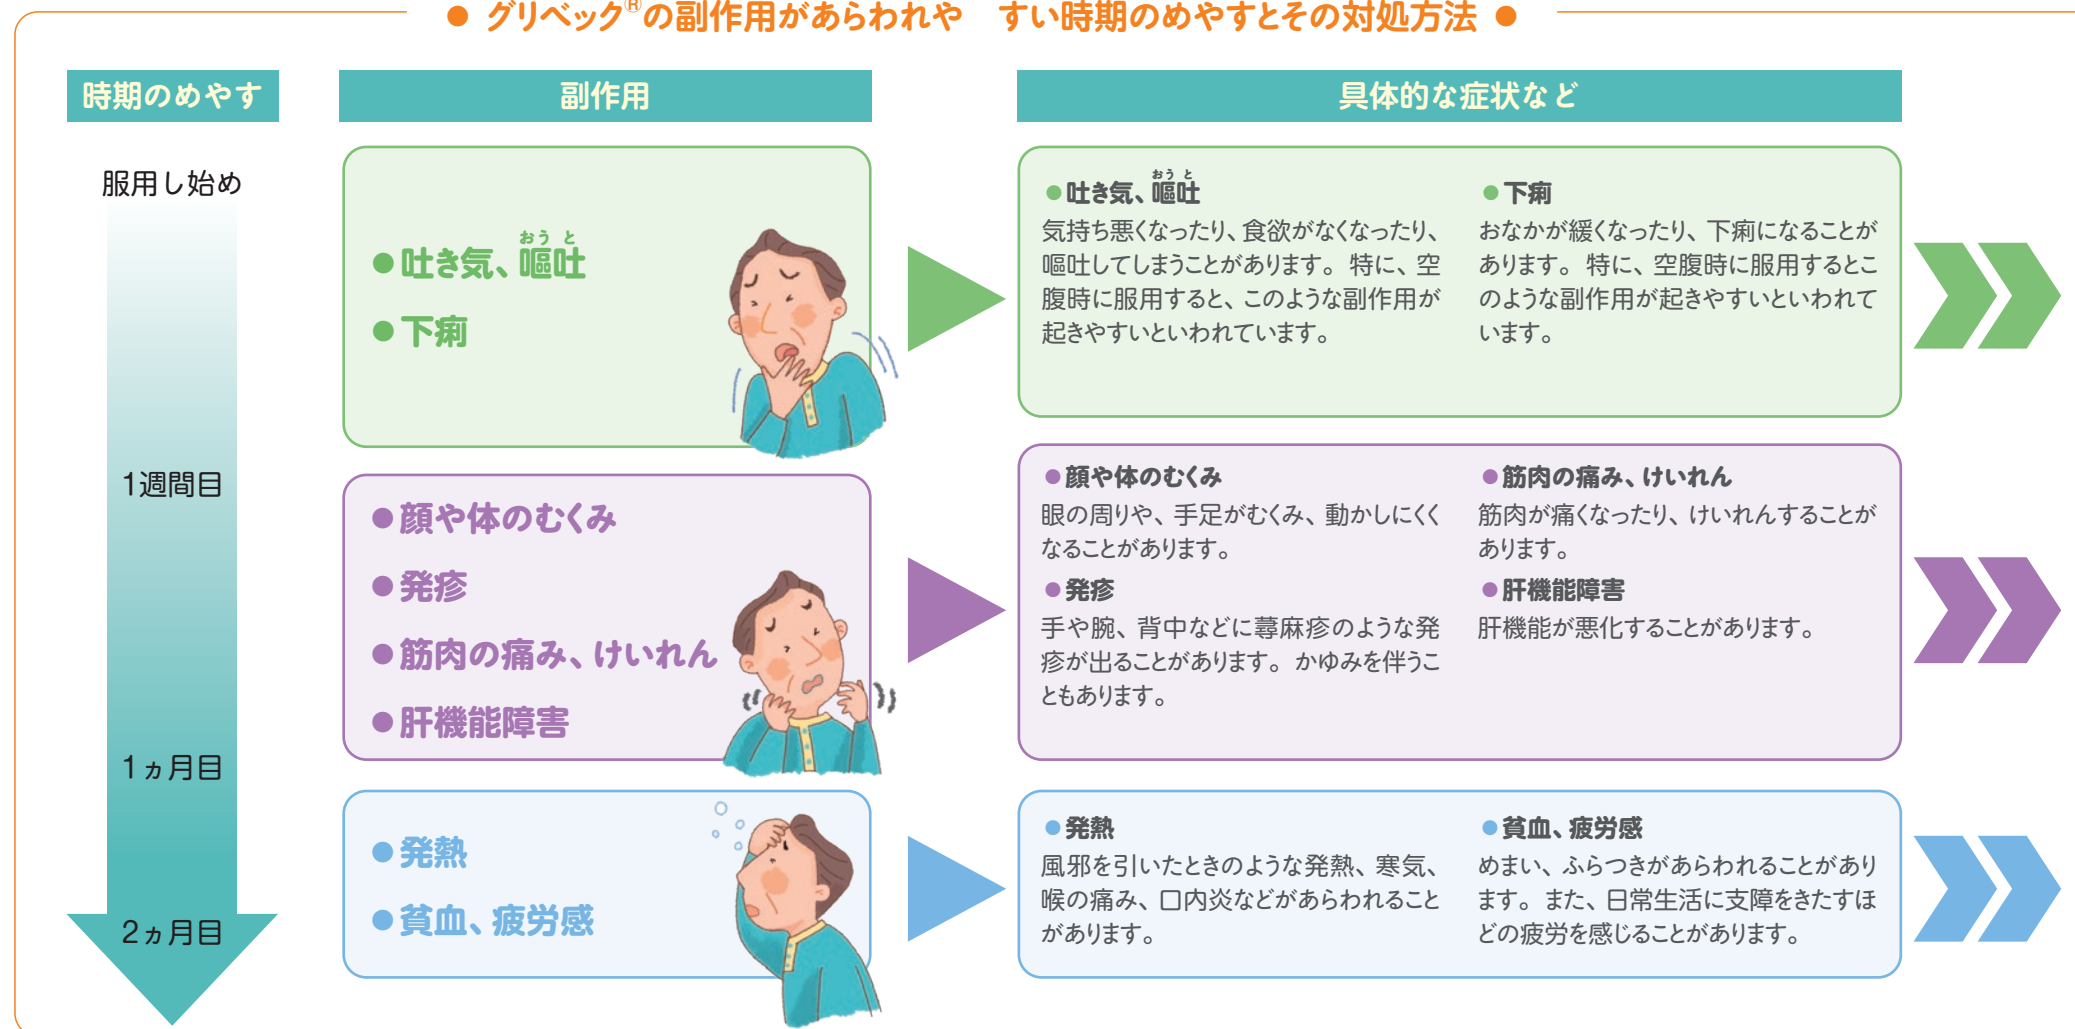 ● グリベック®の副作用があらわれや すい時期のめやすとその対処方法 ●
時期のめやす
副作用
具体的な症状など
服用し始め
1週間目
1ヵ月目
2ヵ月目
おうと
●吐き気、嘔吐
●下痢
●顔や体のむくみ
●発疹
●筋肉の痛み、けいれん
●肝機能障害
●発熱
●貧血、疲労感
おうと
●吐き気、嘔吐
気持ち悪くなったり、食欲がなくなったり、
嘔吐してしまうことがあります。特に、空
腹時に服用すると、このような副作用が
起きやすいといわれています。
●下痢
おなかが緩くなったり、下痢になることが
あります。特に、空腹時に服用するとこ
のような副作用が起きやすいといわれて
います。
●顔や体のむくみ
眼の周りや、手足がむくみ、動かしにくく
なることがあります。
●発疹
手や腕、背中などに蕁麻疹のような発
疹が出ることがあります。かゆみを伴うこ
ともあります。
●筋肉の痛み、けいれん
筋肉が痛くなったり、けいれんすることが
あります。
●肝機能障害
肝機能が悪化することがあります。
●発熱
風邪を引いたときのような発熱、寒気、
喉の痛み、口内炎などがあらわれること
があります。
●貧血、疲労感
めまい、ふらつきがあらわれることがあり
ます。また、日常生活に支障をきたすほ
どの疲労を感じることがあります。